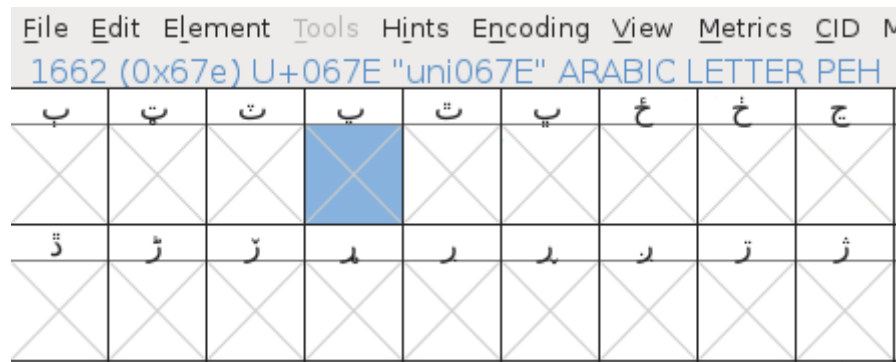 File Edit Element Tools Hints Encoding View Metrics CID
1662 (0x67e) U+067E "uni067E" ARABIC LETTER PEH
ٻ ټ ٽ پ ٿ ڀ ځ ڂ ڃ
ڐ ڑ ڒ ړ ڔ ڕ ږ ڗ ژ